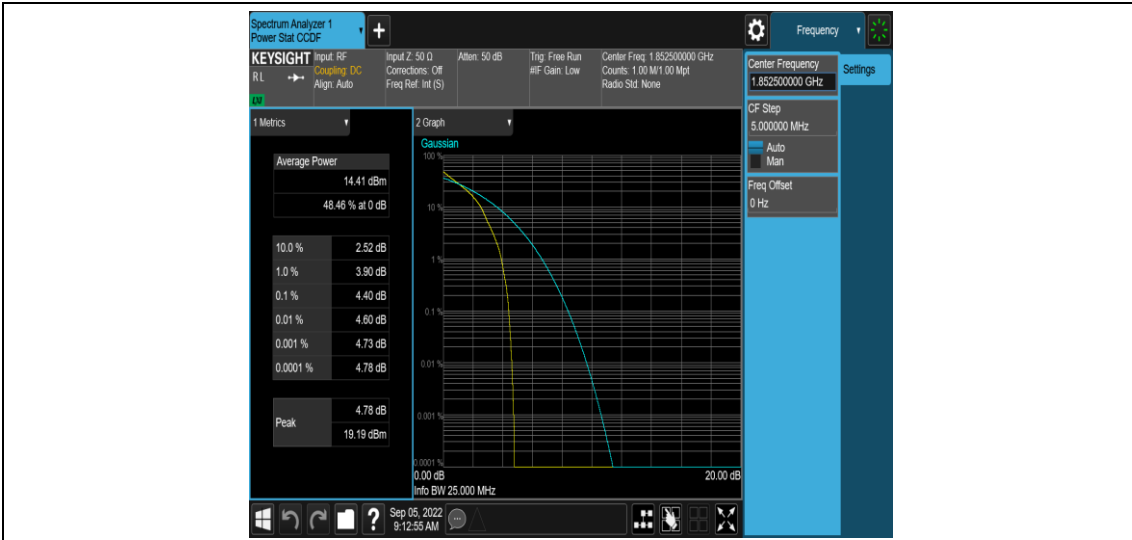 Spectrum Analyzer 1
Power Stat CCDF
+
Frequency
KEYSIGHT
RL
LXI
Input: RF
Coupling: DC
Align: Auto
Input Z: 50 Ω
Corrections: Off
Freq Ref: Int (S)
Atten: 50 dB
Trig: Free Run
#IF Gain: Low
Center Freq: 1.852500000 GHz
Counts: 1.00 M/1.00 Mpt
Radio Std: None
Center Frequency
1.852500000 GHz
Settings
CF Step
5.000000 MHz
Auto
Man
Freq Offset
0 Hz
1 Metrics
Average Power
14.41 dBm
48.46 % at 0 dB
10.0 % 2.52 dB
1.0 % 3.90 dB
0.1 % 4.40 dB
0.01 % 4.60 dB
0.001 % 4.73 dB
0.0001 % 4.78 dB
Peak
4.78 dB
19.19 dBm
2 Graph
Gaussian
100 %
10 %
1 %
0.1 %
0.01 %
0.001 %
0.0001 %
0.00 dB 20.00 dB
Info BW 25.000 MHz
?
Sep 05, 2022
9:12:55 AM